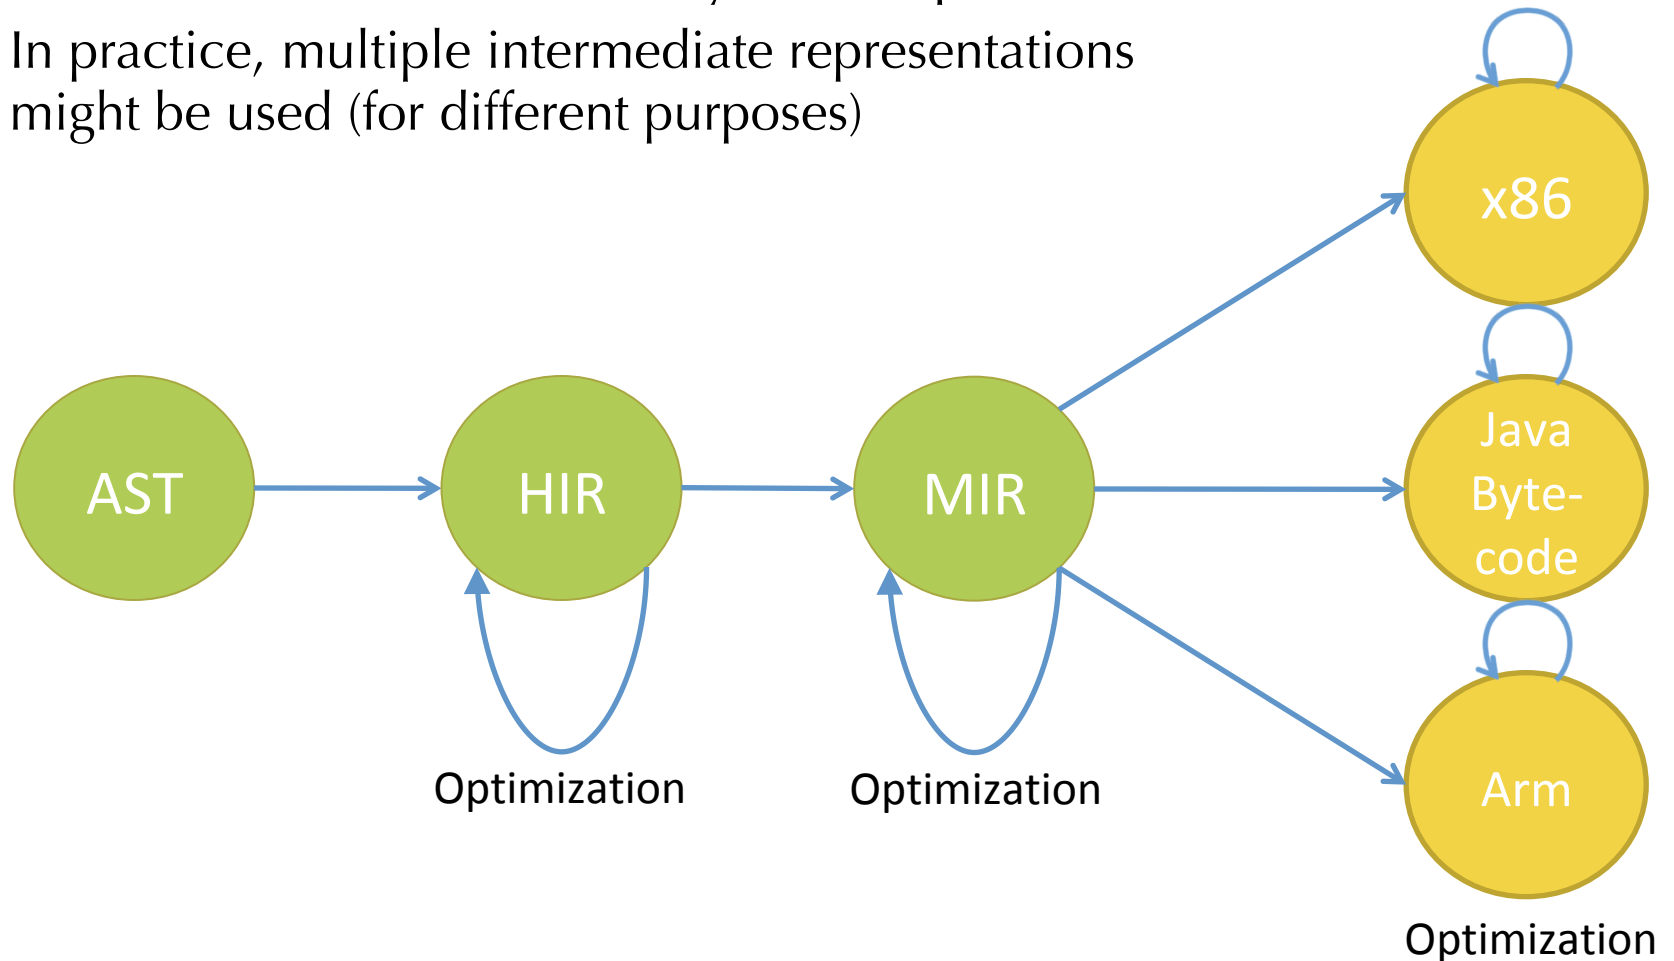 In practice, multiple intermediate representations
might be used (for different purposes)
x86
AST
HIR
MIR
Java
Byte-
code
Optimization
Optimization
Arm
Optimization